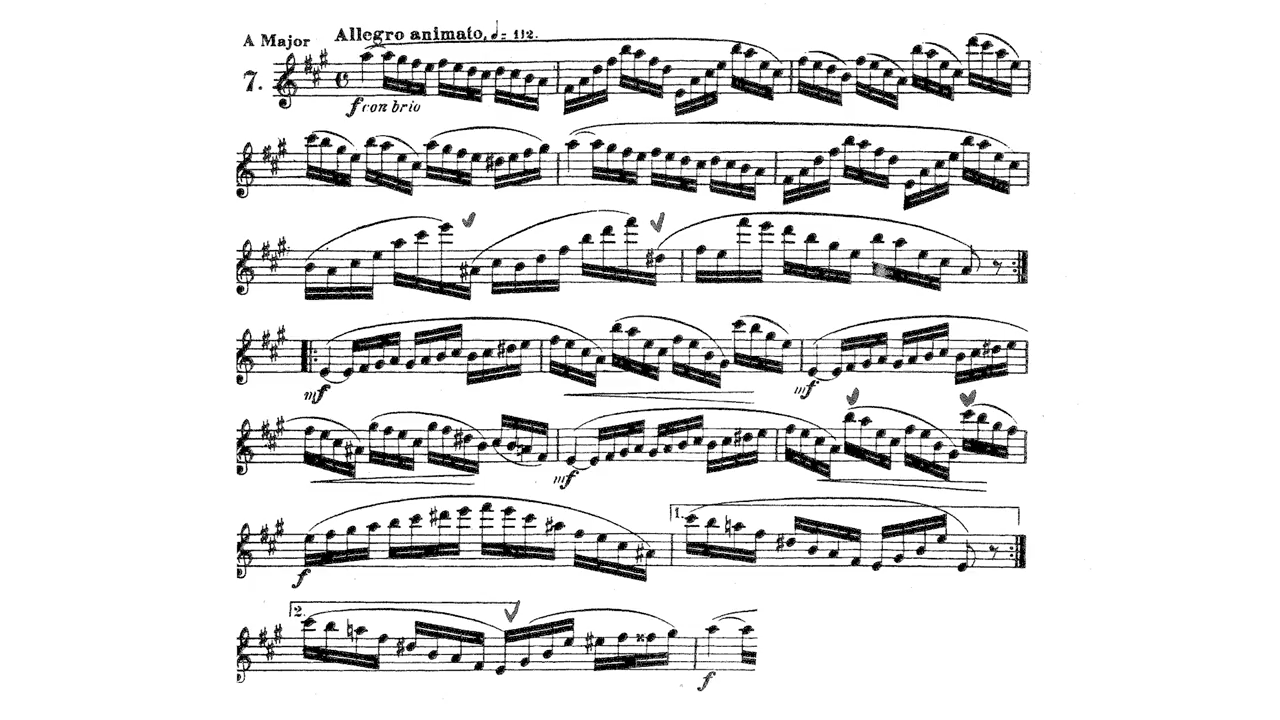 A Major
Allegro animato, ♩= 112.
7.
f con brio
mf
mf
mf
f
1.
2.
f